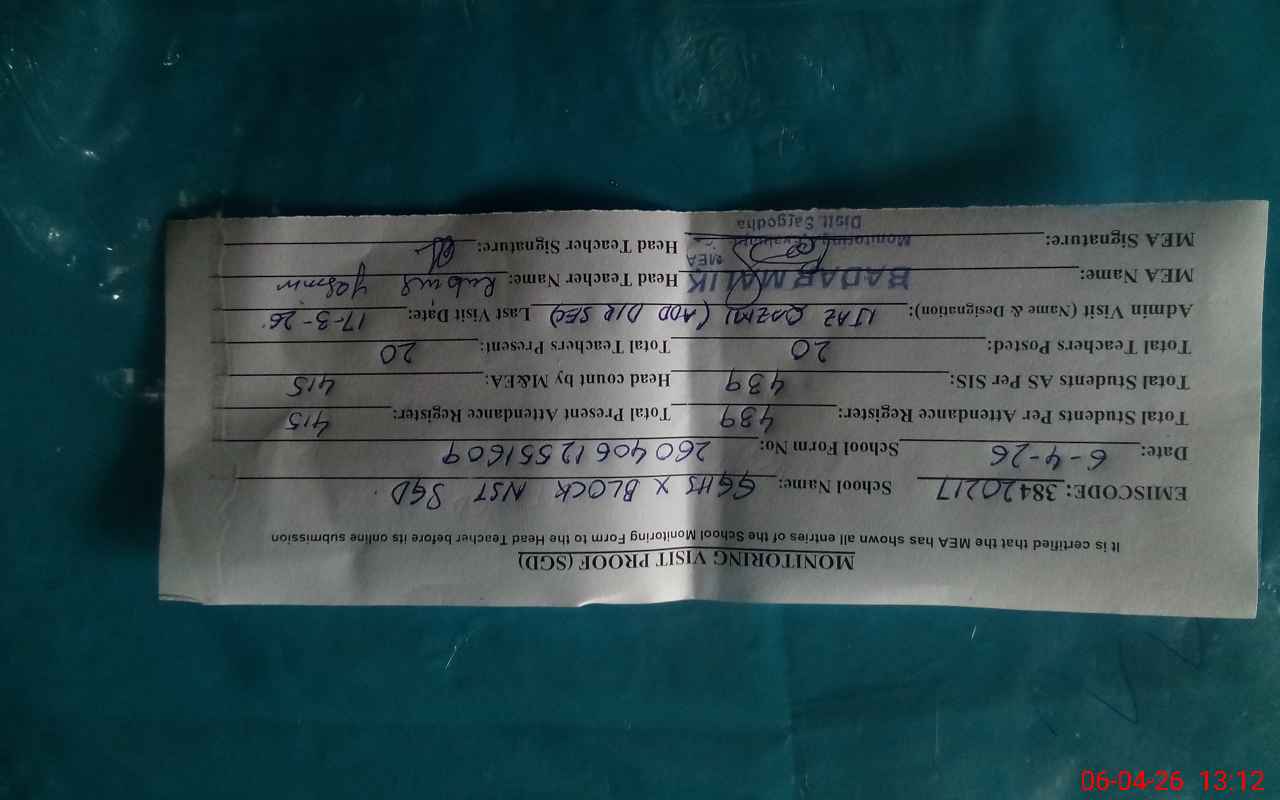 MONITORING VISIT PROOF (SGD)
It is certified that the MEA has shown all entries of the School Monitoring Form to the Head Teacher before its online submission
EMISCODE: 38420217 School Name: GGHS X BLOCK NST SGD
Date: 6-4-26 School Form No: 26040612551609
Total Students Per Attendance Register: 439 Total Present Attendance Register: 415
Total Students AS Per SIS: 439 Head count by M&EA: 415
Total Teachers Posted: 20 Total Teachers Present: 20
Admin Visit (Name & Designation): IJAZ KAZMI (ADD DIR SEC) Last Visit Date: 17-3-26
MEA Name: BADAR MALIK MEA Head Teacher Name: Rubina Yasmin
MEA Signature: Monitoring Head Teacher Signature:
Distt. Sargodha
06-04-26 13:12